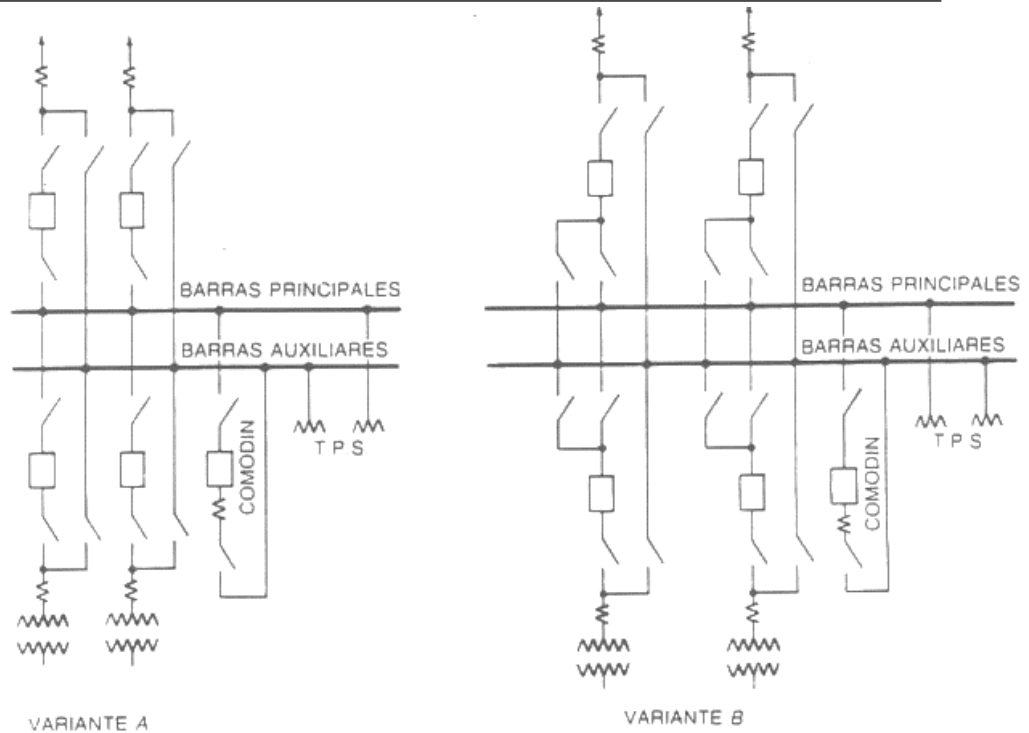 BARRAS PRINCIPALES
BARRAS AUXILIARES
T P S
COMODIN
VARIANTE A
BARRAS PRINCIPALES
BARRAS AUXILIARES
T P S
COMODIN
VARIANTE B